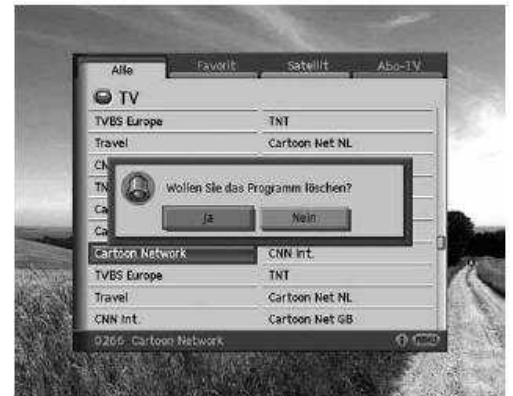 Alle Favorit Satellit Abo-TV
TV
TVBS Europe TNT
Travel Cartoon Net NL
CN
TN
Wollen Sie das Programm löschen?
Ca
Ja Nein
Ca
Cartoon Network CNN Int.
TVBS Europe TNT
Travel Cartoon Net NL
CNN Int. Cartoon Net GB
0266 Cartoon Network MENU